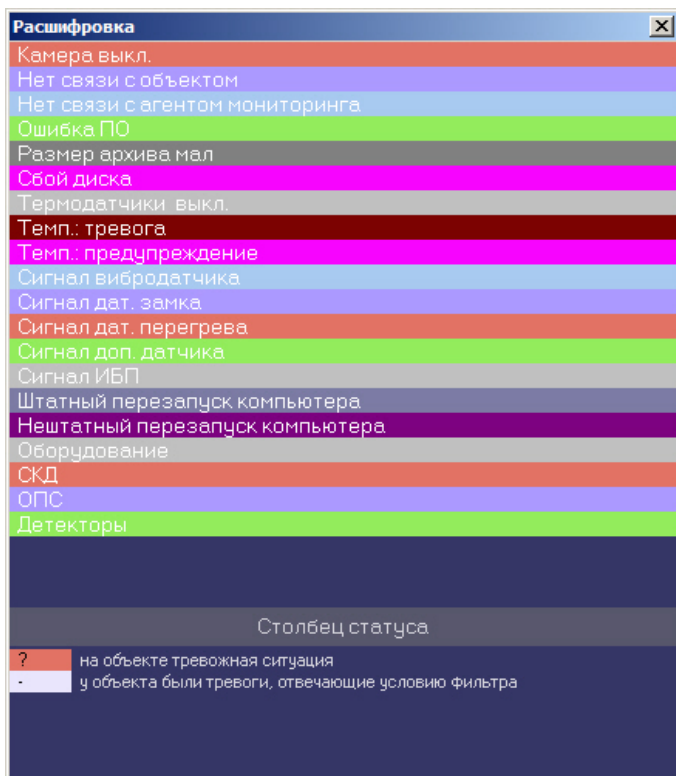 Расшифровка
Камера выкл.
Нет связи с объектом
Нет связи с агентом мониторинга
Ошибка ПО
Размер архива мал
Сбой диска
Термодатчики выкл.
Темп.: тревога
Темп.: предупреждение
Сигнал вибродатчика
Сигнал дат. замка
Сигнал дат. перегрева
Сигнал доп. датчика
Сигнал ИБП
Штатный перезапуск компьютера
Нештатный перезапуск компьютера
Оборудование
СКД
ОПС
Детекторы
Столбец статуса
? на объекте тревожная ситуация
- у объекта были тревоги, отвечающие условию фильтра